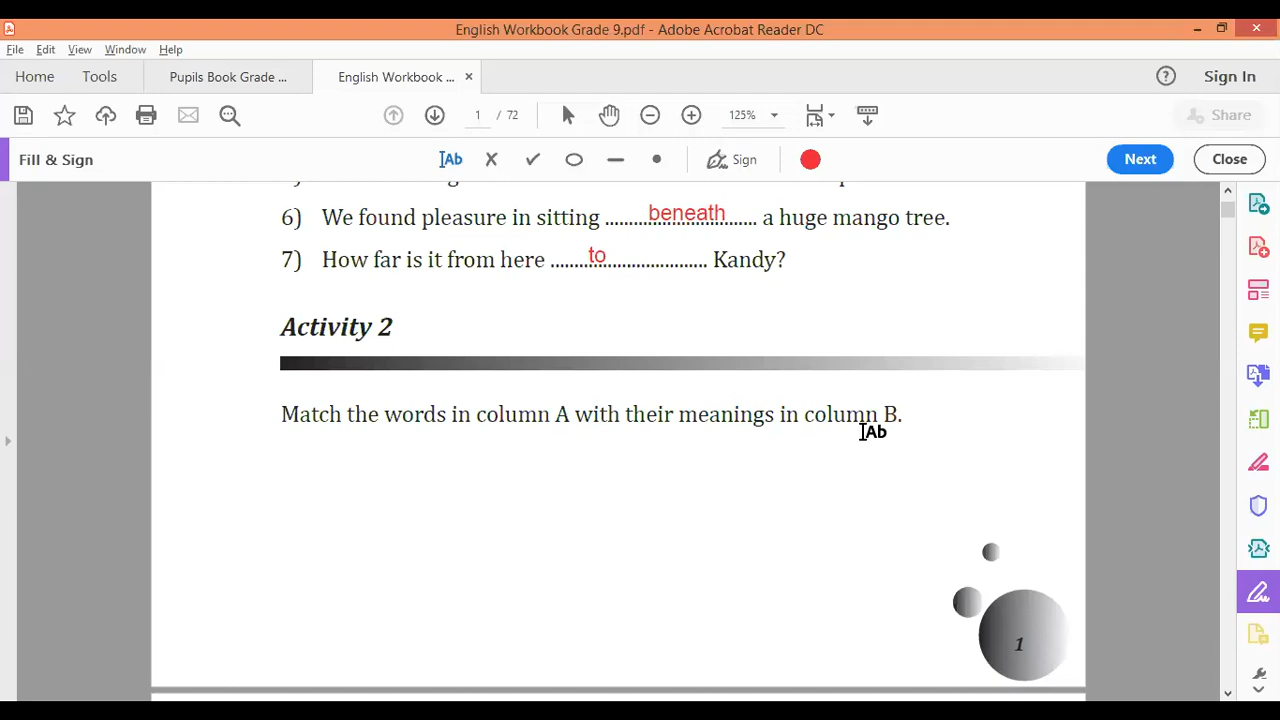 English Workbook Grade 9.pdf - Adobe Acrobat Reader DC
File Edit View Window Help
Home Tools Pupils Book Grade ... English Workbook ... × ? Sign In
1 / 72 125% Share
Fill & Sign Ab Sign Next Close
6) We found pleasure in sitting ......beneath...... a huge mango tree.
7) How far is it from here ......to...... Kandy?
Activity 2
Match the words in column A with their meanings in column B.
Ab
1